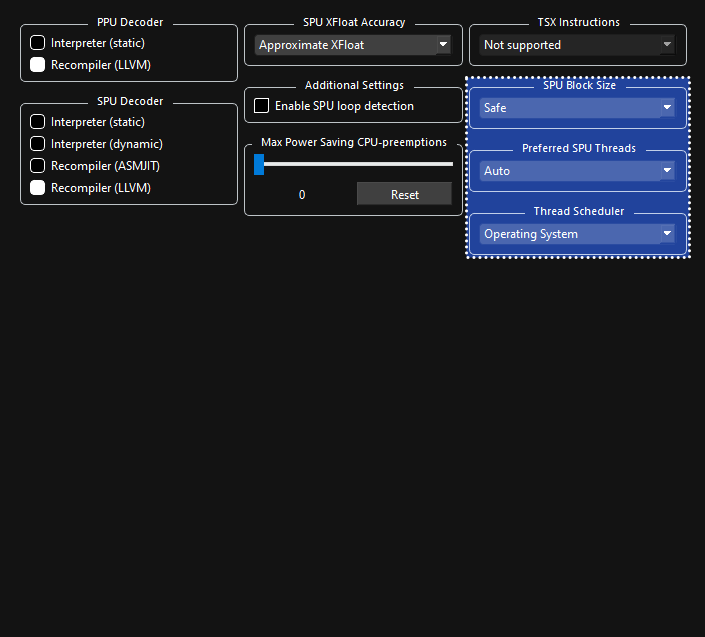 PPU Decoder
Interpreter (static)
Recompiler (LLVM)
SPU Decoder
Interpreter (static)
Interpreter (dynamic)
Recompiler (ASMJIT)
Recompiler (LLVM)
SPU XFloat Accuracy
Approximate XFloat
Additional Settings
Enable SPU loop detection
Max Power Saving CPU-preemptions
0
Reset
TSX Instructions
Not supported
SPU Block Size
Safe
Preferred SPU Threads
Auto
Thread Scheduler
Operating System